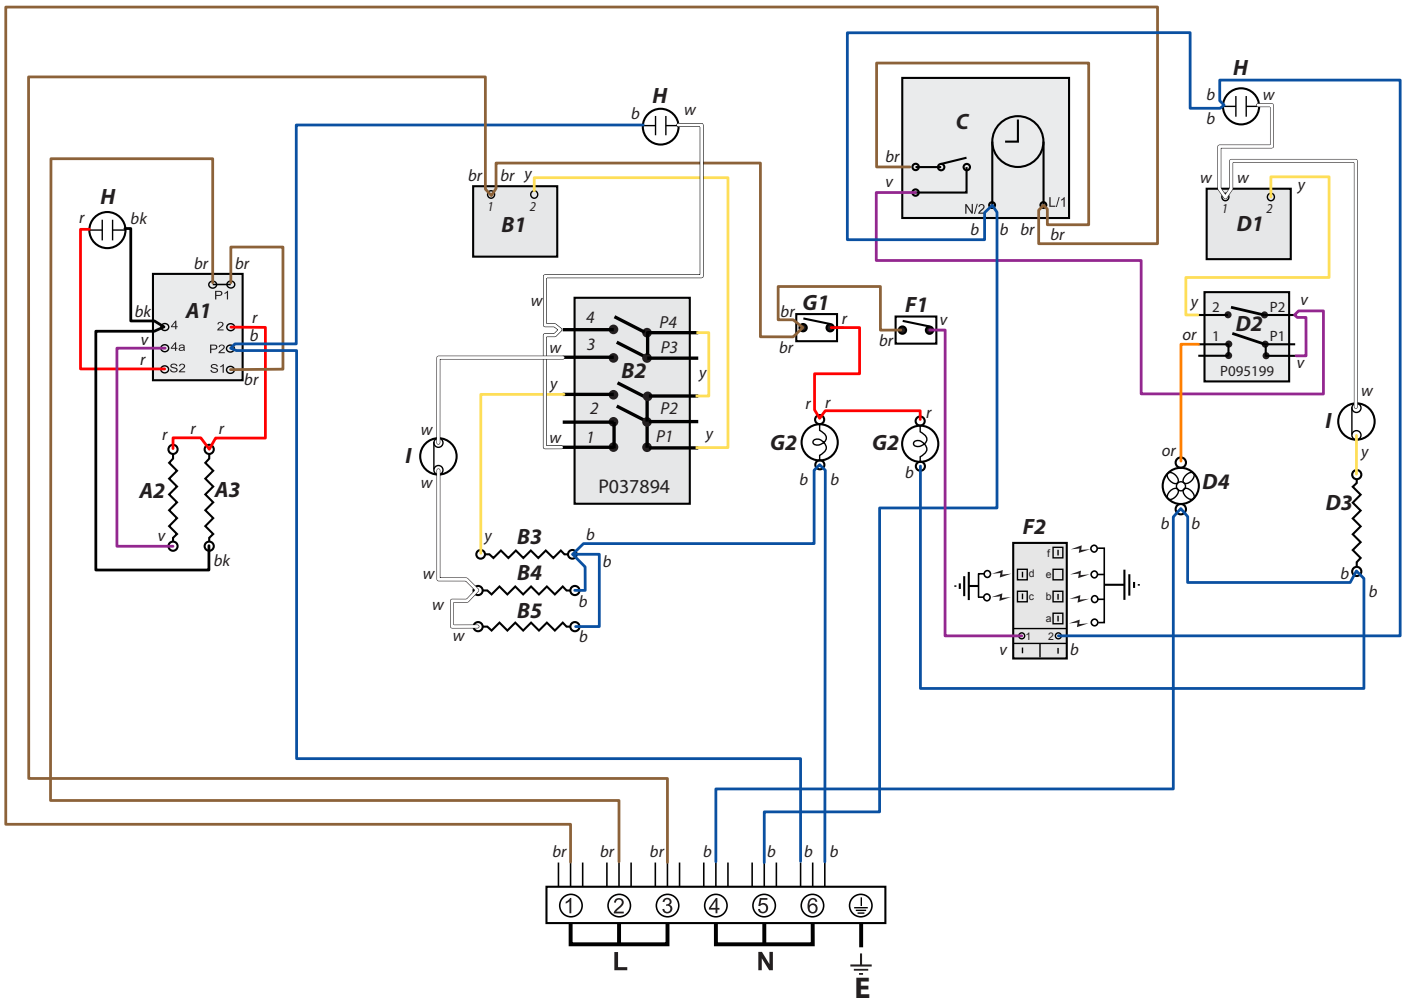 H
b
w
C
br
v
N/2
L/1
b
b
br
br
H
b
b
w
w
w
y
1
2
D1
br
br
y
1
2
B1
H
r
bk
br
br
P1
A1
bk
4
2
r
b
v
4a
P2
r
S2
S1
br
w
4
P4
w
3
P3
B2
y
y
2
P2
w
1
P1
y
P037894
br
G1
r
br
F1
v
y
2
P2
v
D2
or
1
P1
v
P095199
r
r
r
A2
A3
v
bk
w
I
w
r
r
r
G2
G2
b
b
b
w
I
y
or
D4
b
b
D3
b
b
y
B3
b
b
w
B4
b
w
B5
w
b
F2
f
d
e
c
b
a
1
2
v
b
br
br
br
b
b
b
b
1
2
3
4
5
6
L
N
E